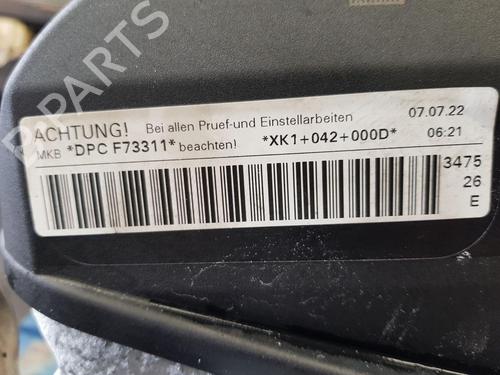 B-PARTS
ACHTUNG! Bei allen Pruef-und Einstellarbeiten 07.07.22
MKB *DPC F73311* beachten! *XK1+042+000D* 06:21
3475
26
E